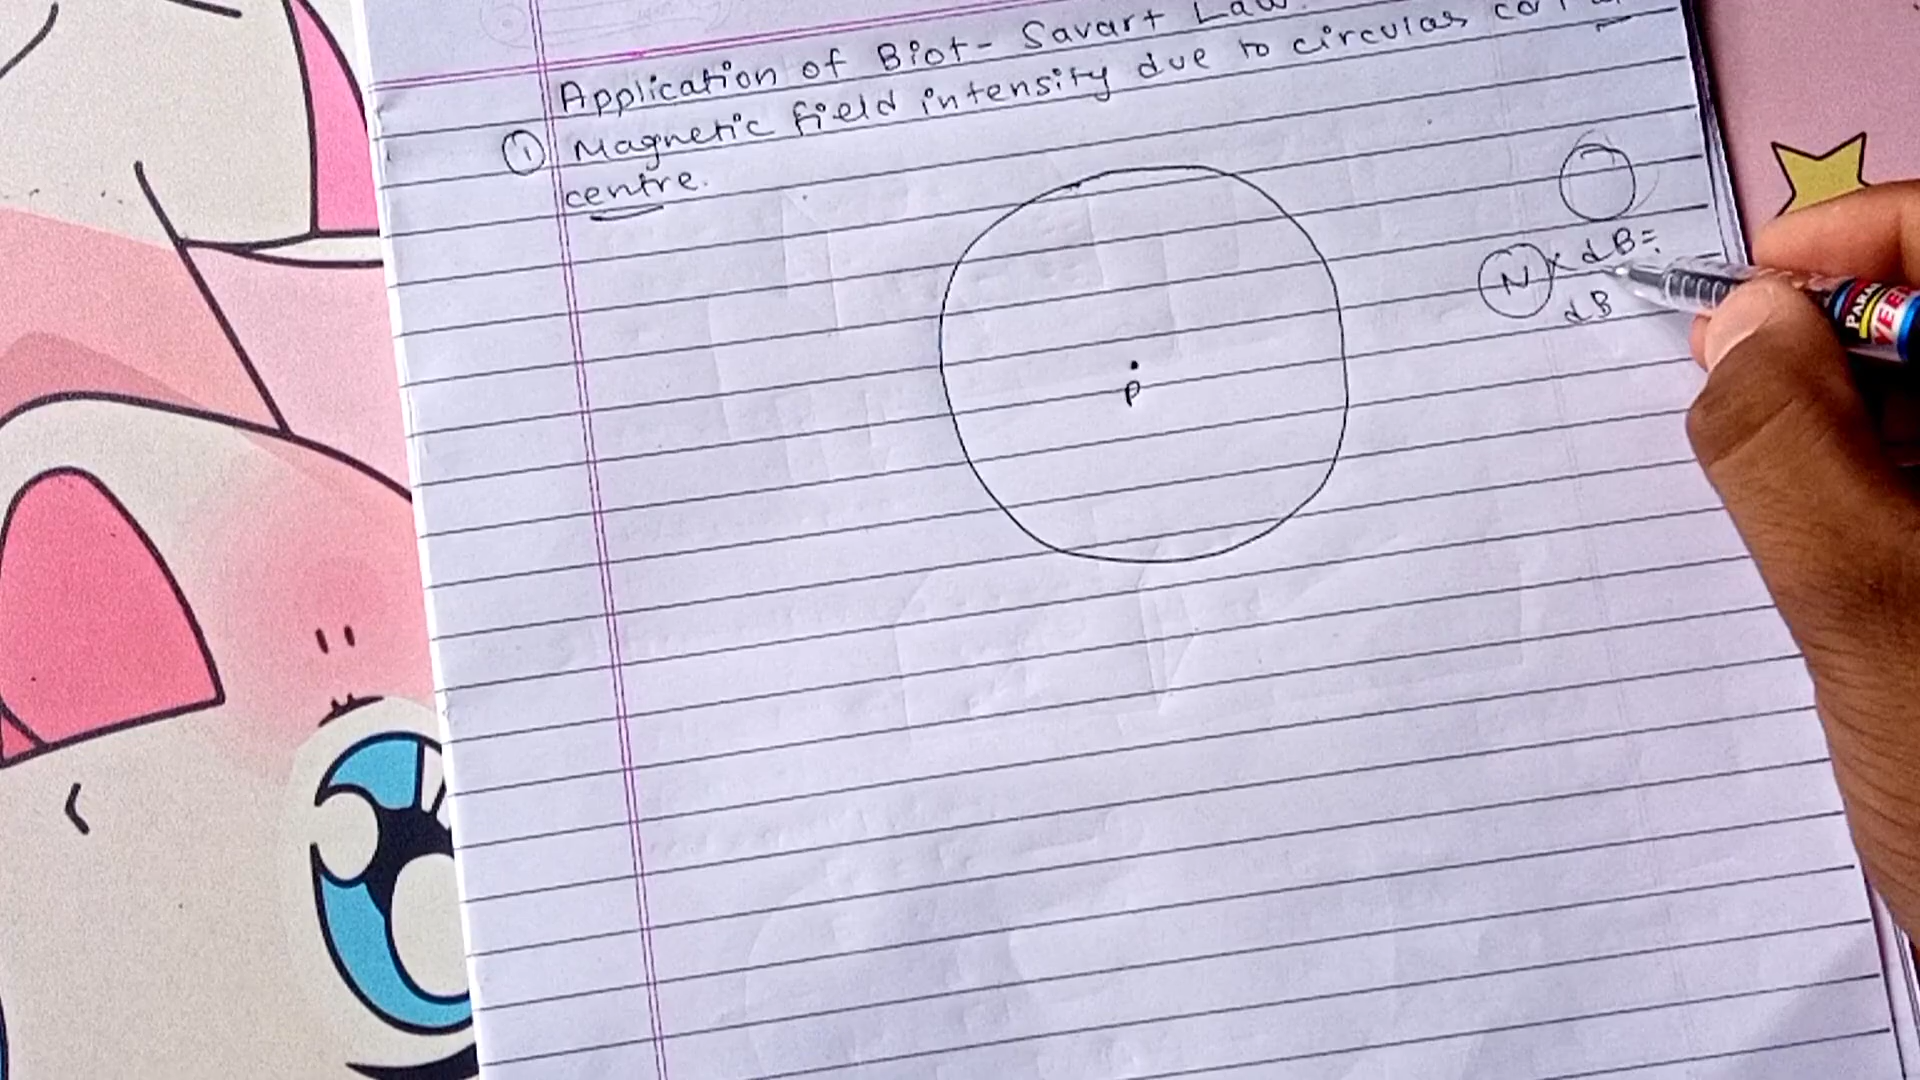 Application of Biot- Savart Law.
① Magnetic field intensity due to circular
centre.
P
N × dB =
dB